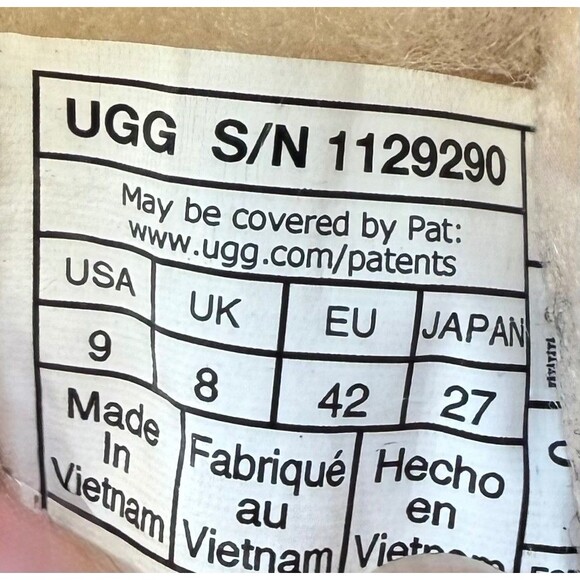 UGG S/N 1129290
May be covered by Pat:
www.ugg.com/patents
USA UK EU JAPAN
9 8 42 27
Made
In
Vietnam
Fabriqué
au
Vietnam
Hecho
en